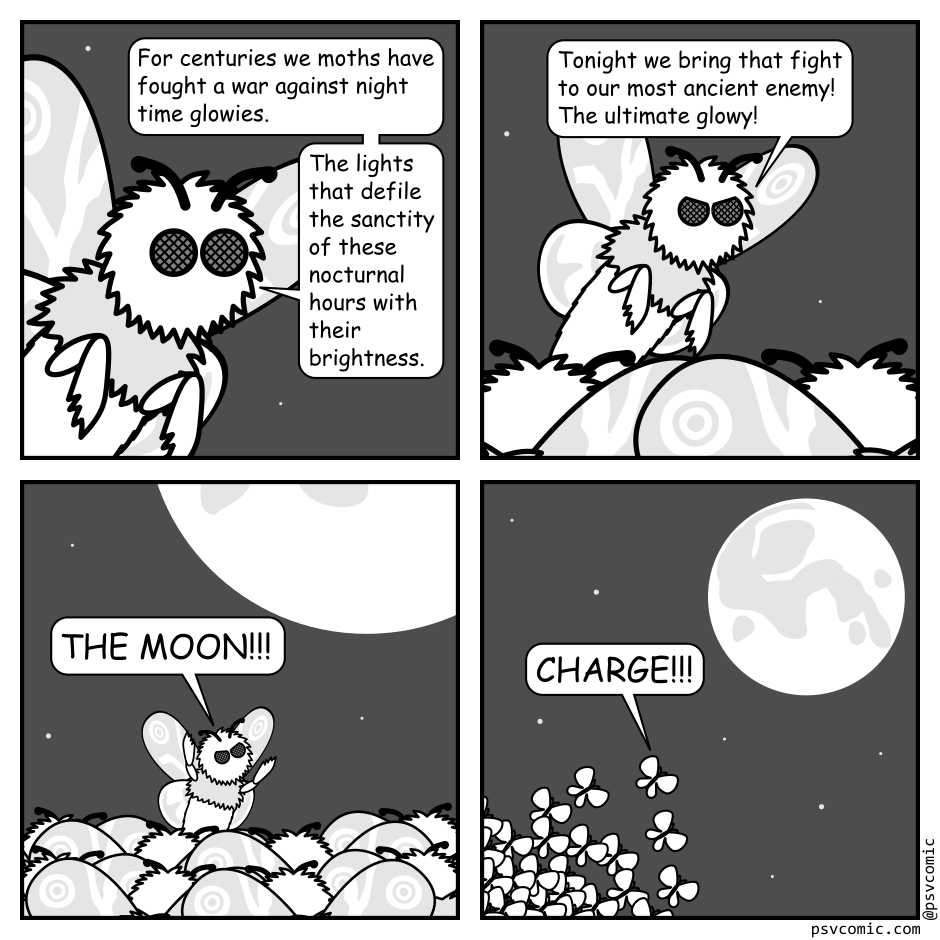 For centuries we moths have
fought a war against night
time glowies.
The lights
that defile
the sanctity
of these
nocturnal
hours with
their
brightness.
Tonight we bring that fight
to our most ancient enemy!
The ultimate glowy!
THE MOON!!!
CHARGE!!!
@psvcomic
psvcomic.com